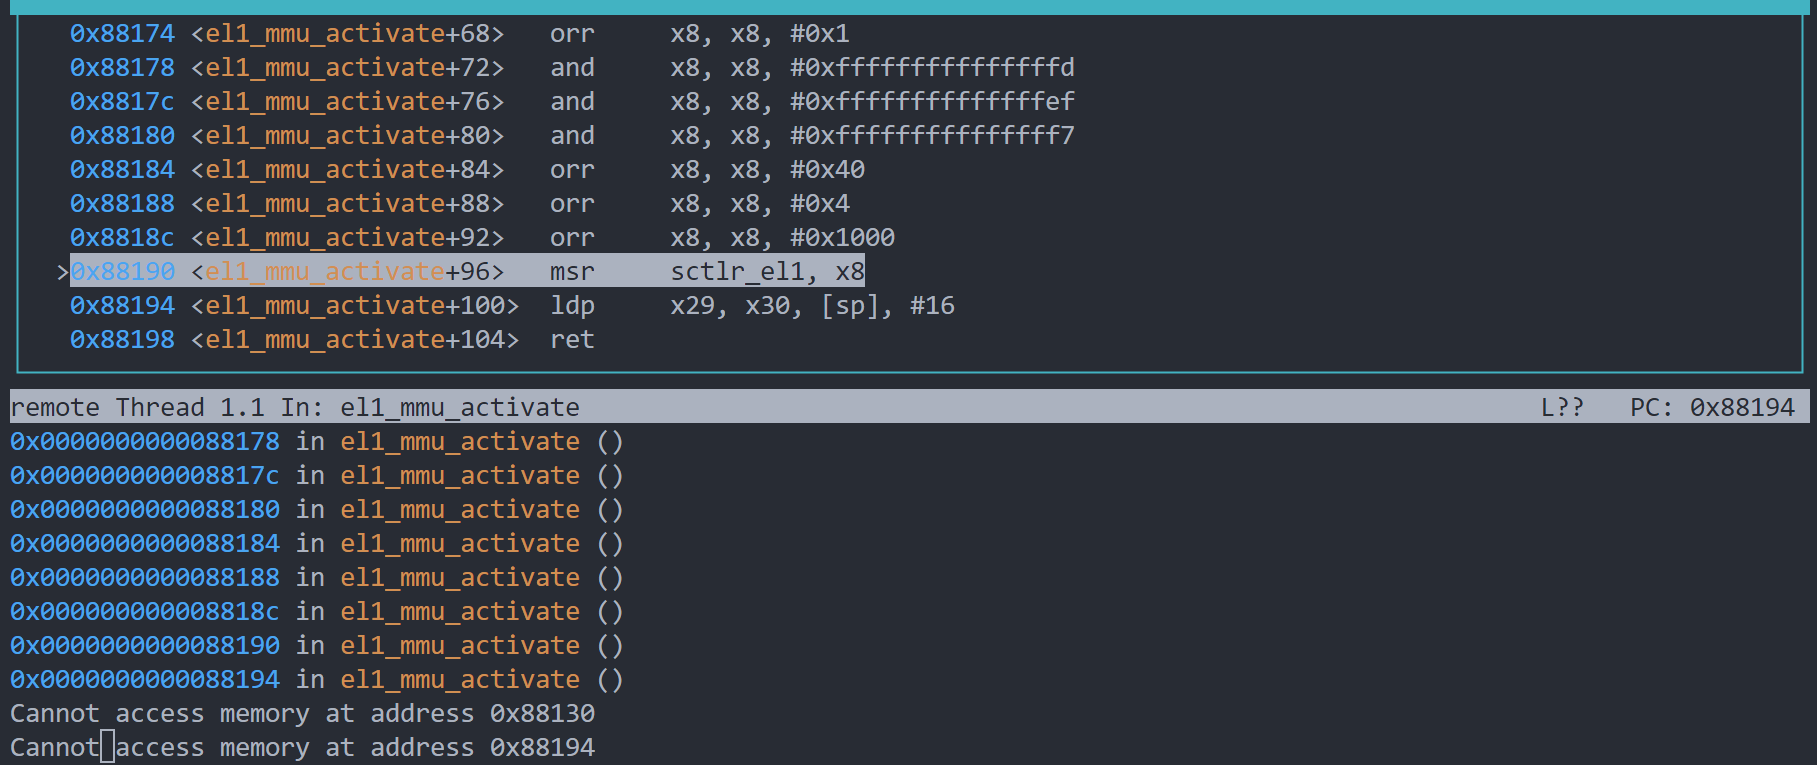 0x88174 <el1_mmu_activate+68> orr x8, x8, #0x1
0x88178 <el1_mmu_activate+72> and x8, x8, #0xfffffffffffffffd
0x8817c <el1_mmu_activate+76> and x8, x8, #0xffffffffffffffef
0x88180 <el1_mmu_activate+80> and x8, x8, #0xfffffffffffffff7
0x88184 <el1_mmu_activate+84> orr x8, x8, #0x40
0x88188 <el1_mmu_activate+88> orr x8, x8, #0x4
0x8818c <el1_mmu_activate+92> orr x8, x8, #0x1000
>0x88190 <el1_mmu_activate+96> msr sctlr_el1, x8
0x88194 <el1_mmu_activate+100> ldp x29, x30, [sp], #16
0x88198 <el1_mmu_activate+104> ret
remote Thread 1.1 In: el1_mmu_activate L?? PC: 0x88194
0x0000000000088178 in el1_mmu_activate ()
0x000000000008817c in el1_mmu_activate ()
0x0000000000088180 in el1_mmu_activate ()
0x0000000000088184 in el1_mmu_activate ()
0x0000000000088188 in el1_mmu_activate ()
0x000000000008818c in el1_mmu_activate ()
0x0000000000088190 in el1_mmu_activate ()
0x0000000000088194 in el1_mmu_activate ()
Cannot access memory at address 0x88130
Cannot access memory at address 0x88194